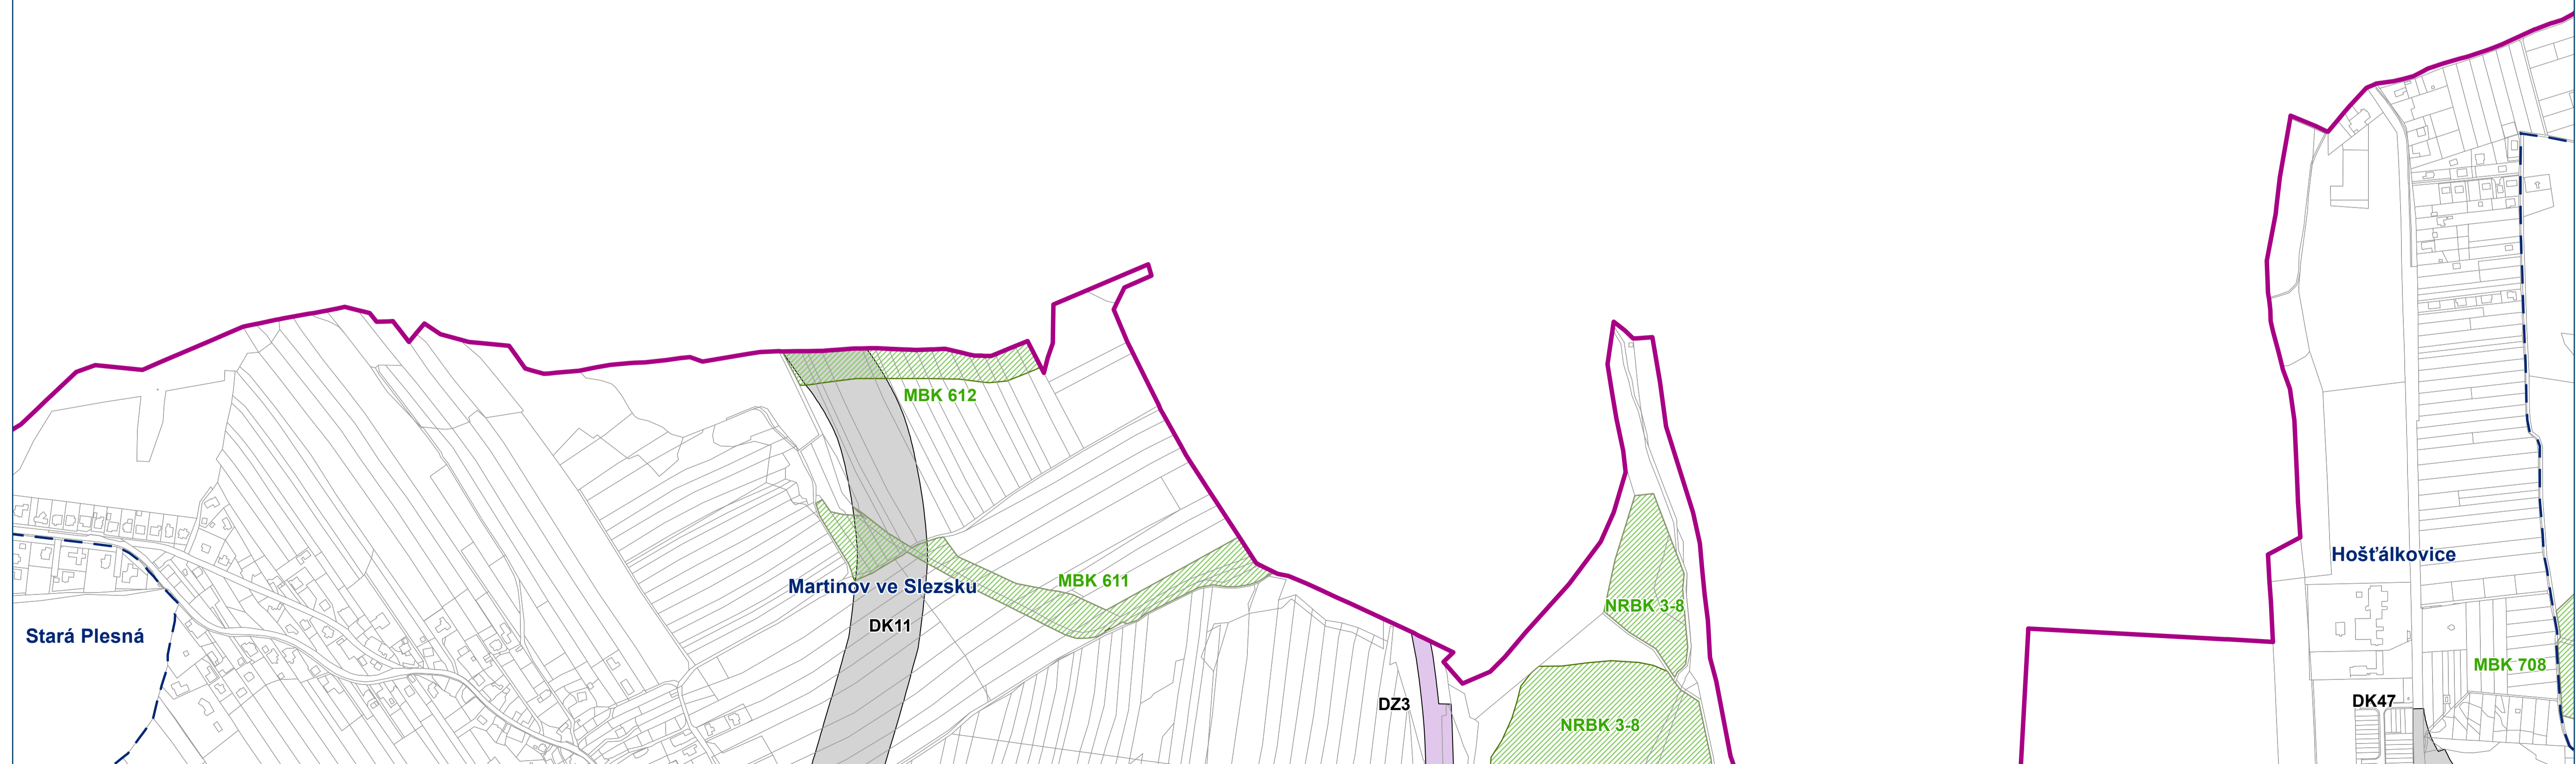 MBK 612
Hošťálkovice
MBK 611
Martinov ve Slezsku
NRBK 3-8
DK11
Stará Plesná
MBK 708
DK47
DZ3
NRBK 3-8